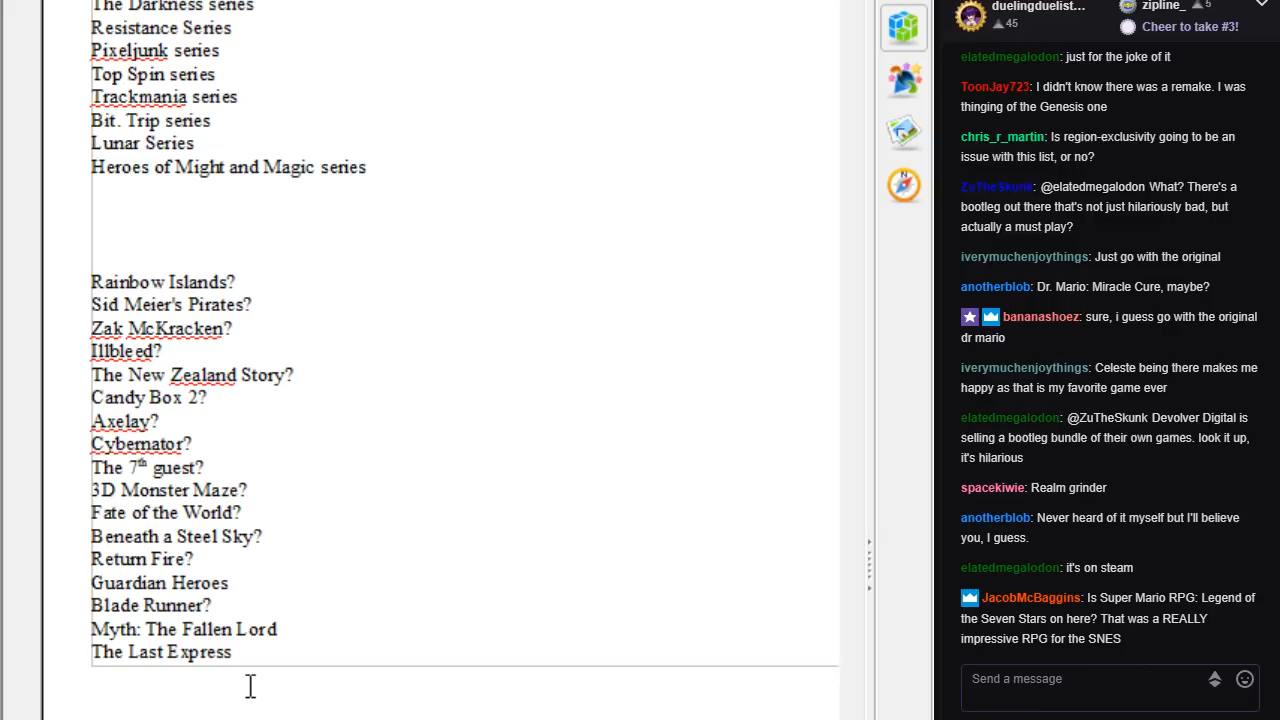 The Darkness series
Resistance Series
Pixeljunk series
Top Spin series
Trackmania series
Bit. Trip series
Lunar Series
Heroes of Might and Magic series
Rainbow Islands?
Sid Meier's Pirates?
Zak McKracken?
Illbleed?
The New Zealand Story?
Candy Box 2?
Axelay?
Cybernator?
The 7th guest?
3D Monster Maze?
Fate of the World?
Beneath a Steel Sky?
Return Fire?
Guardian Heroes
Blade Runner?
Myth: The Fallen Lord
The Last Express
N
duelingduelist...
45
zipline_ 5
Cheer to take #3!
elatedmegalodon: just for the joke of it
ToonJay723: I didn't know there was a remake. I was
thinging of the Genesis one
chris_r_martin: Is region-exclusivity going to be an
issue with this list, or no?
ZuTheSkunk: @elatedmegalodon What? There's a
bootleg out there that's not just hilariously bad, but
actually a must play?
iverymuchenjoythings: Just go with the original
anotherblob: Dr. Mario: Miracle Cure, maybe?
bananashoez: sure, i guess go with the original
dr mario
iverymuchenjoythings: Celeste being there makes me
happy as that is my favorite game ever
elatedmegalodon: @ZuTheSkunk Devolver Digital is
selling a bootleg bundle of their own games. look it up,
it's hilarious
spacekiwie: Realm grinder
anotherblob: Never heard of it myself but I'll believe
you, I guess.
elatedmegalodon: it's on steam
JacobMcBaggins: Is Super Mario RPG: Legend of
the Seven Stars on here? That was a REALLY
impressive RPG for the SNES
Send a message